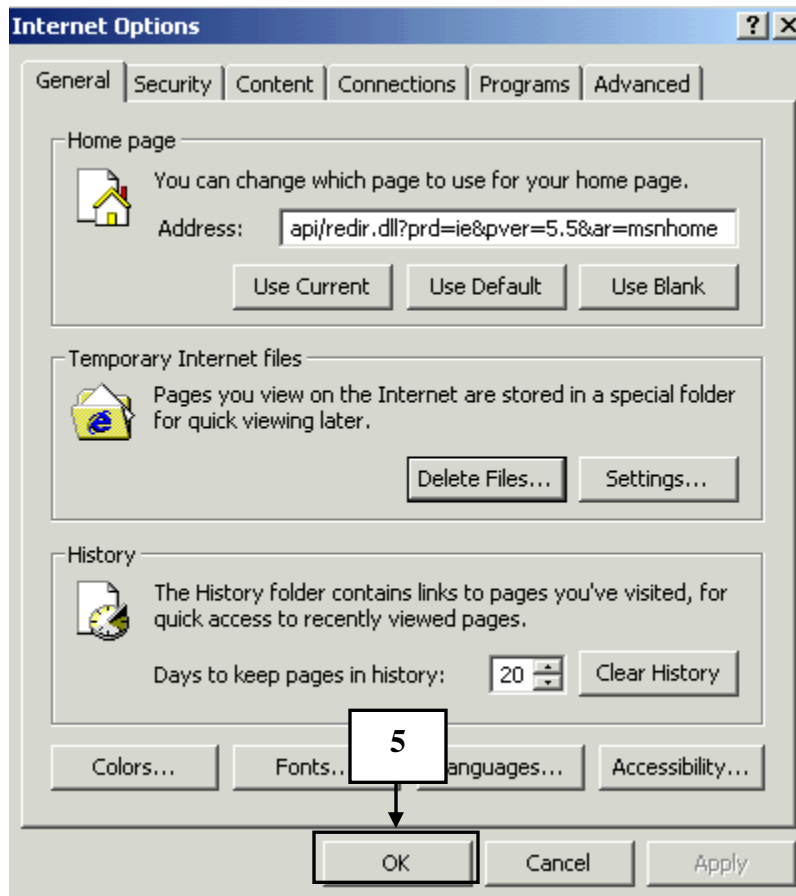 Internet Options
General Security Content Connections Programs Advanced
Home page
You can change which page to use for your home page.
Address: api/redir.dll?prd=ie&pver=5.5&ar=msnhome
Use Current Use Default Use Blank
Temporary Internet files
Pages you view on the Internet are stored in a special folder
for quick viewing later.
Delete Files... Settings...
History
The History folder contains links to pages you've visited, for
quick access to recently viewed pages.
Days to keep pages in history: 20 Clear History
5
Colors... Fonts.. anguages... Accessibility...
OK Cancel Apply